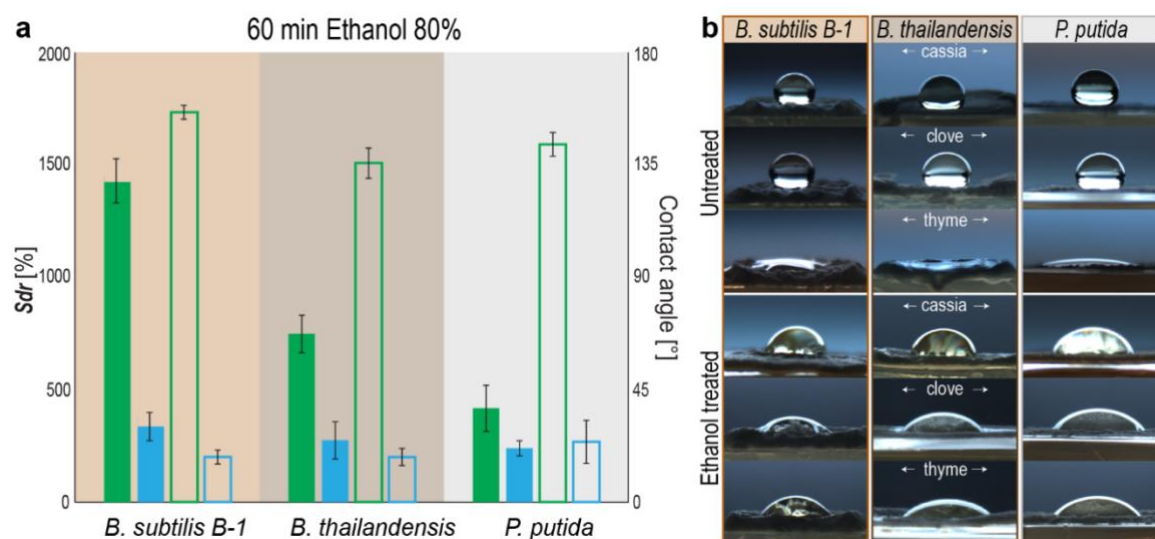 a
60 min Ethanol 80%
2000
1500
1000
500
0
Sdr [%]
180
135
90
45
0
Contact angle [°]
B. subtilis B-1
B. thailandensis
P. putida
b
B. subtilis B-1
B. thailandensis
P. putida
Untreated
← cassia →
← clove →
← thyme →
Ethanol treated
← cassia →
← clove →
← thyme →